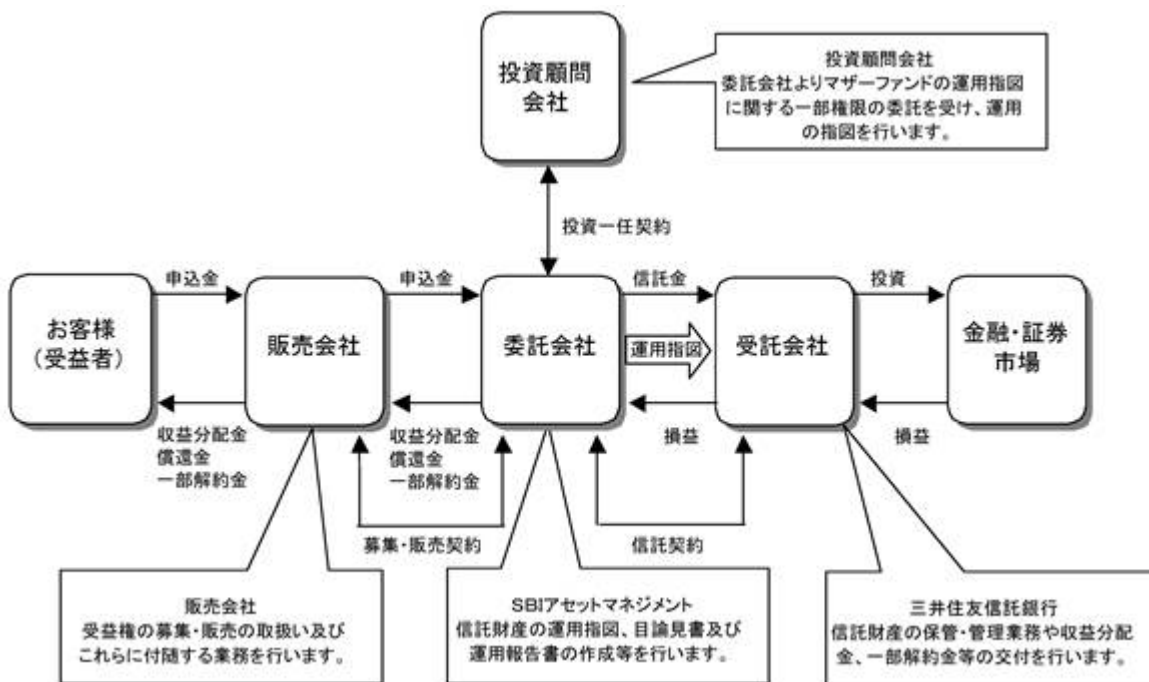 投資顧問
会社
投資顧問会社
委託会社よりマザーファンドの運用指図
に関する一部権限の委託を受け、運用
の指図を行います。
投資一任契約
申込金
申込金
信託金
投資
お客様
(受益者)
販売会社
委託会社
運用指図
受託会社
金融・証券
市場
収益分配金
償還金
一部解約金
収益分配金
償還金
一部解約金
損益
損益
募集・販売契約
信託契約
販売会社
受益権の募集・販売の取扱い及び
これらに付随する業務を行います。
SBIアセットマネジメント
信託財産の運用指図、目論見書及び
運用報告書の作成等を行います。
三井住友信託銀行
信託財産の保管・管理業務や収益分配
金、一部解約金等の交付を行います。